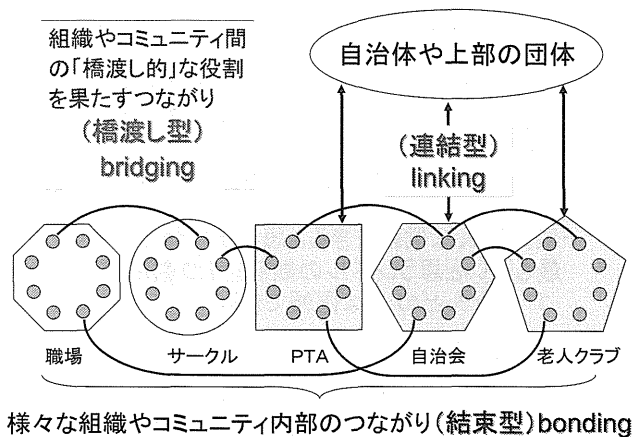 組織やコミュニティ間
の「橋渡し的」な役割
を果たすつながり
(橋渡し型)
bridging
自治体や上部の団体
(連結型)
linking
職場
サークル
PTA
自治会
老人クラブ
様々な組織やコミュニティ内部のつながり(結束型)bonding